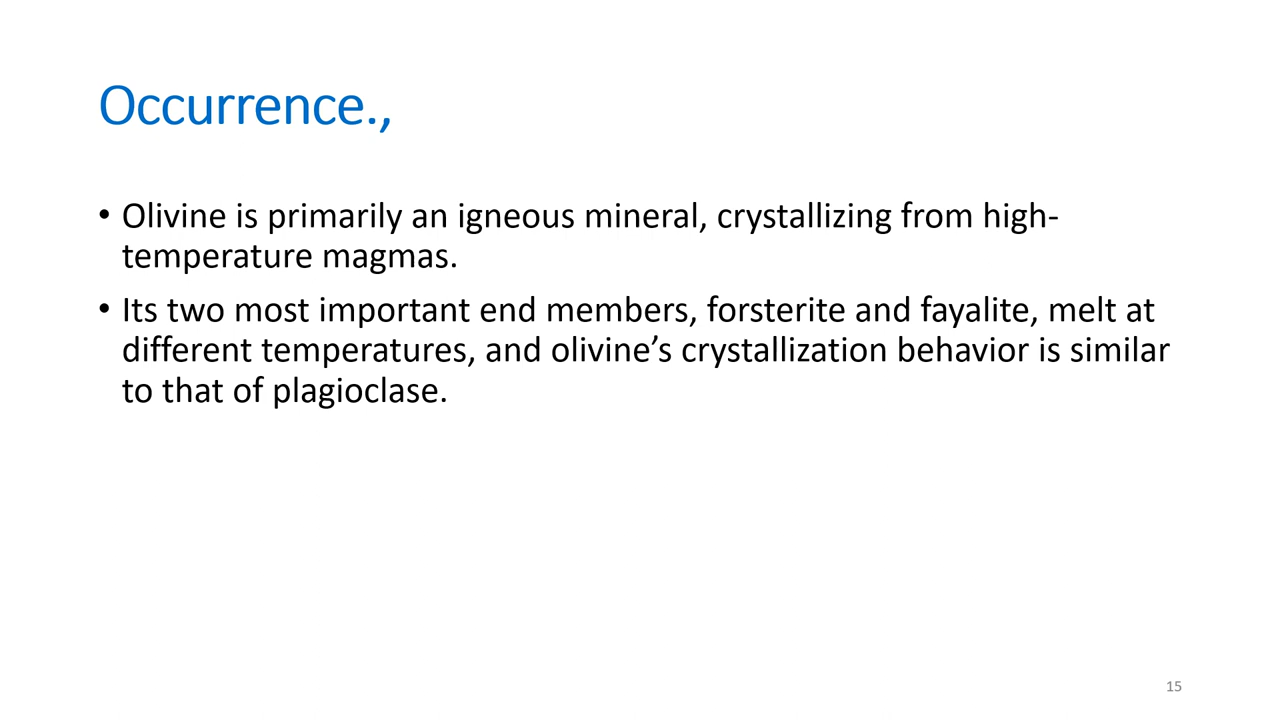 Occurrence.,
• Olivine is primarily an igneous mineral, crystallizing from high-
temperature magmas.
• Its two most important end members, forsterite and fayalite, melt at
different temperatures, and olivine’s crystallization behavior is similar
to that of plagioclase.
15